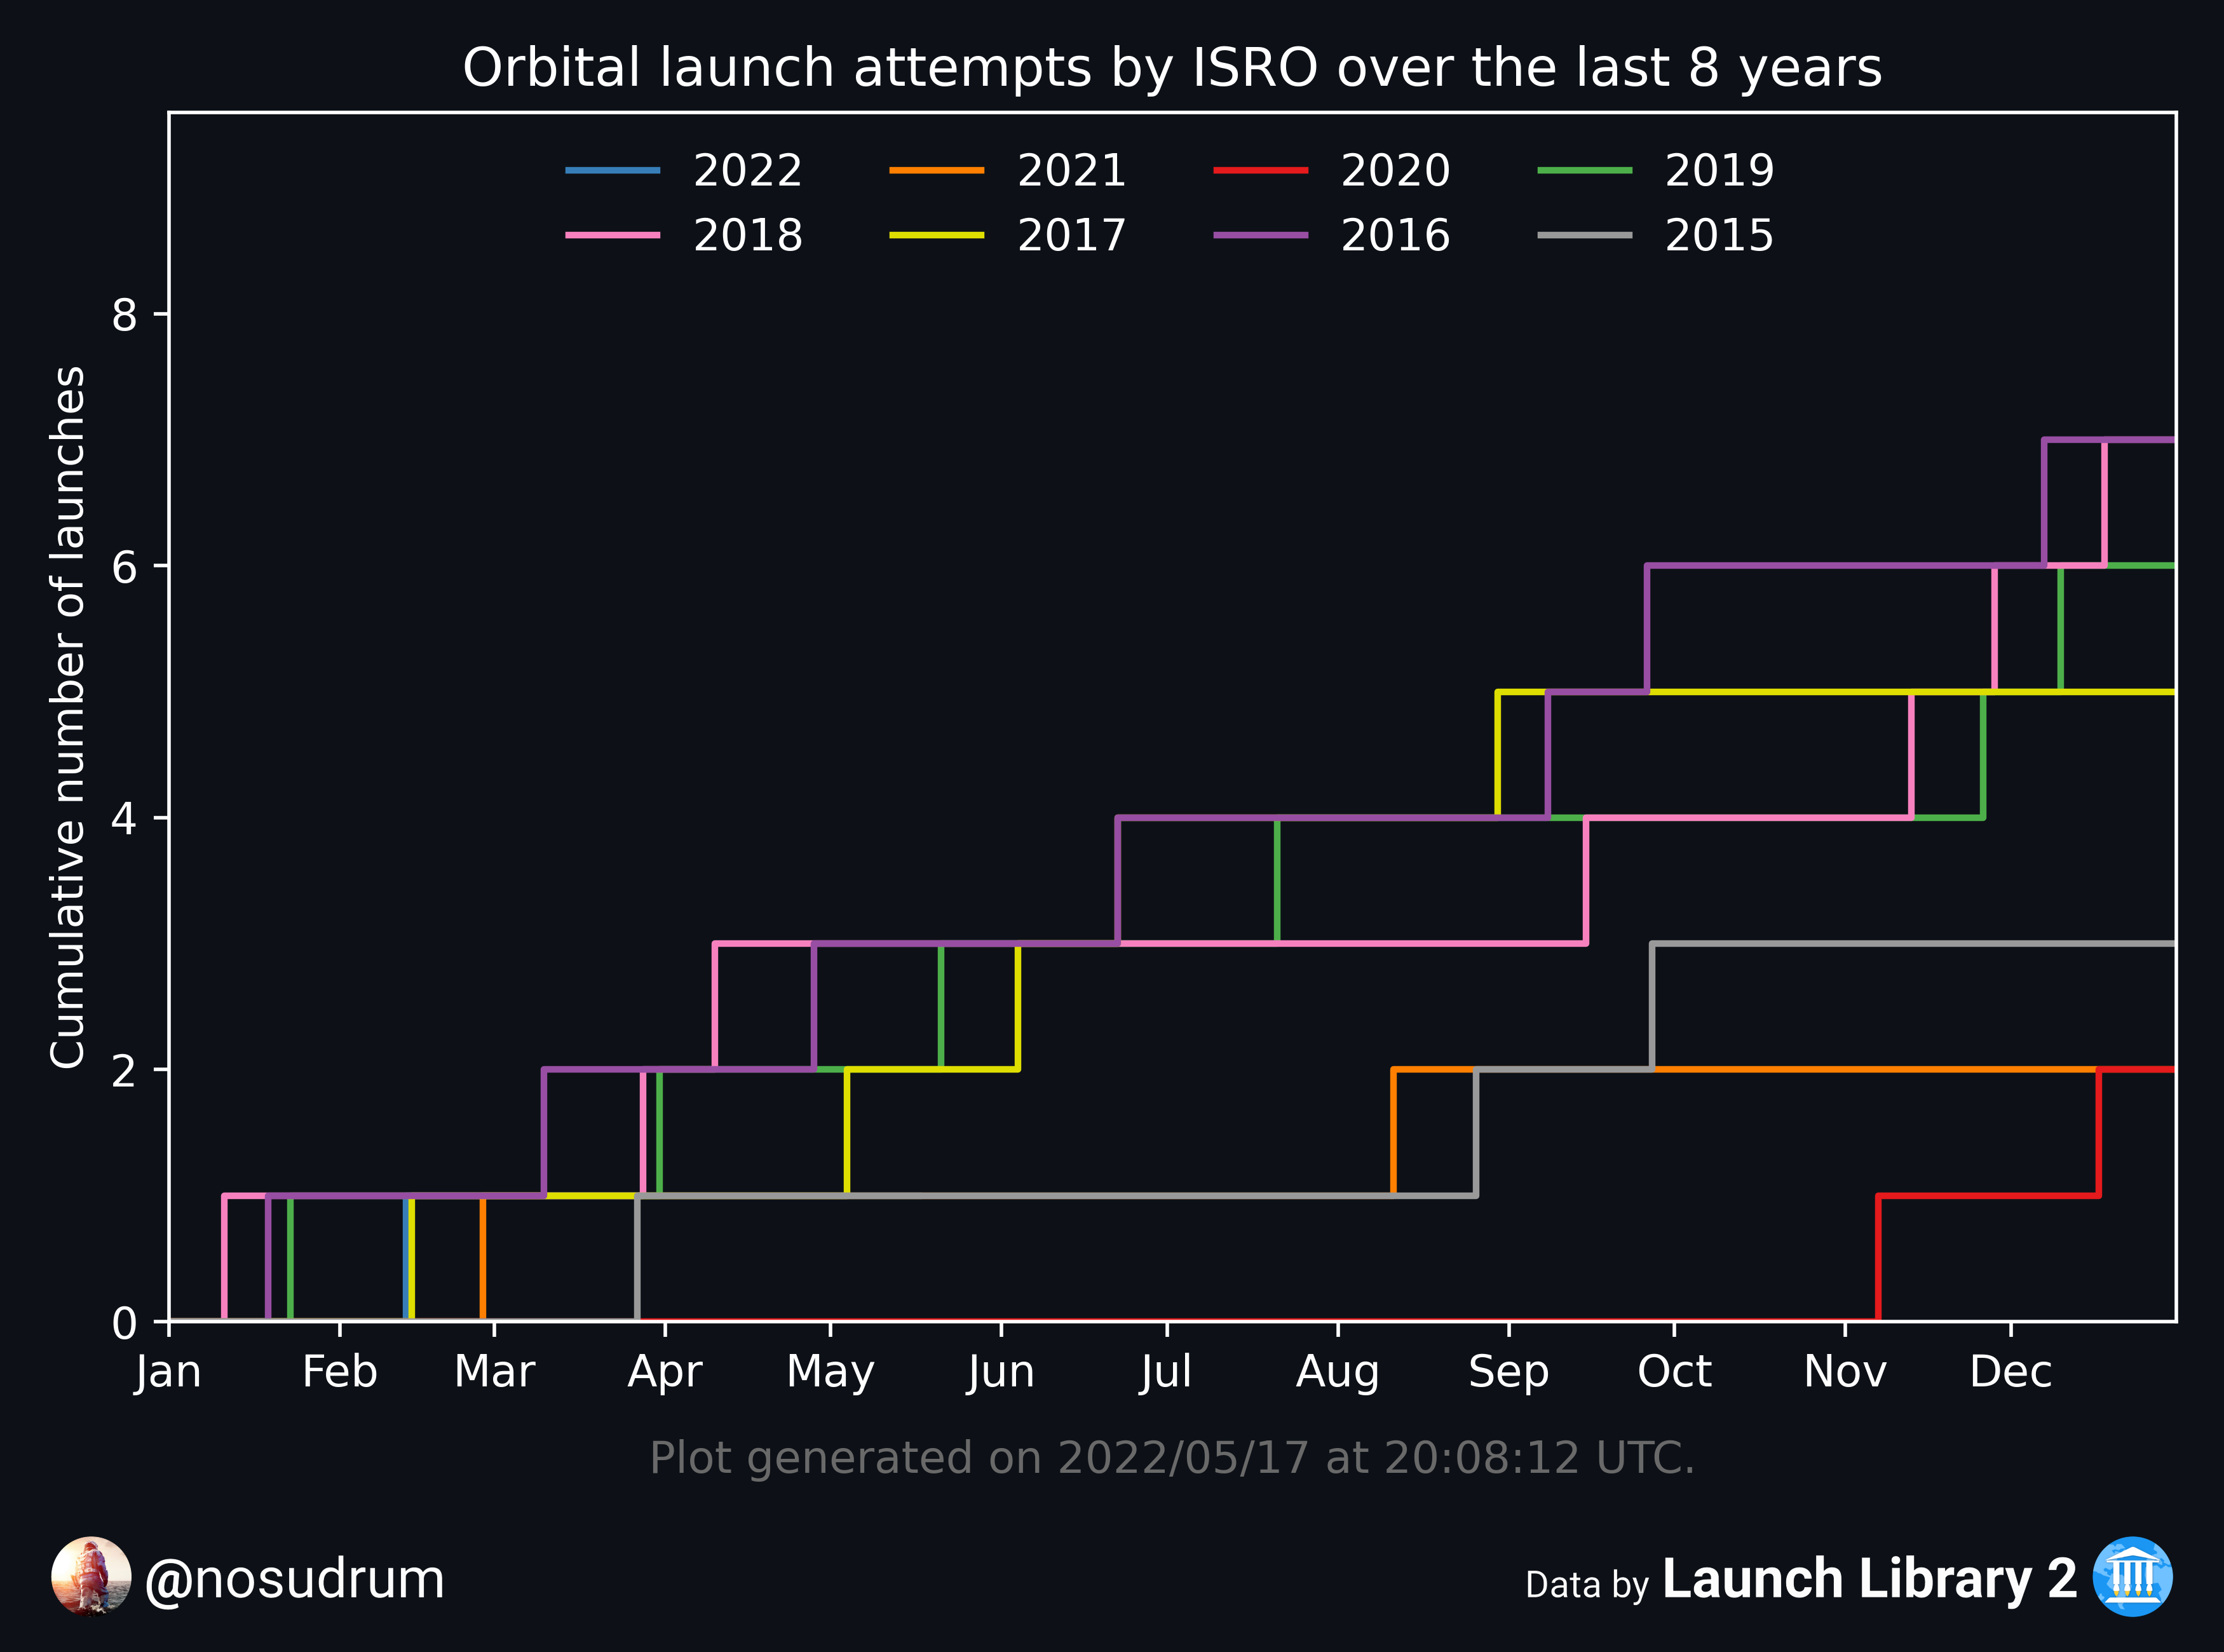 Orbital launch attempts by ISRO over the last 8 years
2022 2021 2020 2019
2018 2017 2016 2015
Cumulative number of launches
8
6
4
2
0
Jan Feb Mar Apr May Jun Jul Aug Sep Oct Nov Dec
Plot generated on 2022/05/17 at 20:08:12 UTC.
@nosudrum
Data by Launch Library 2